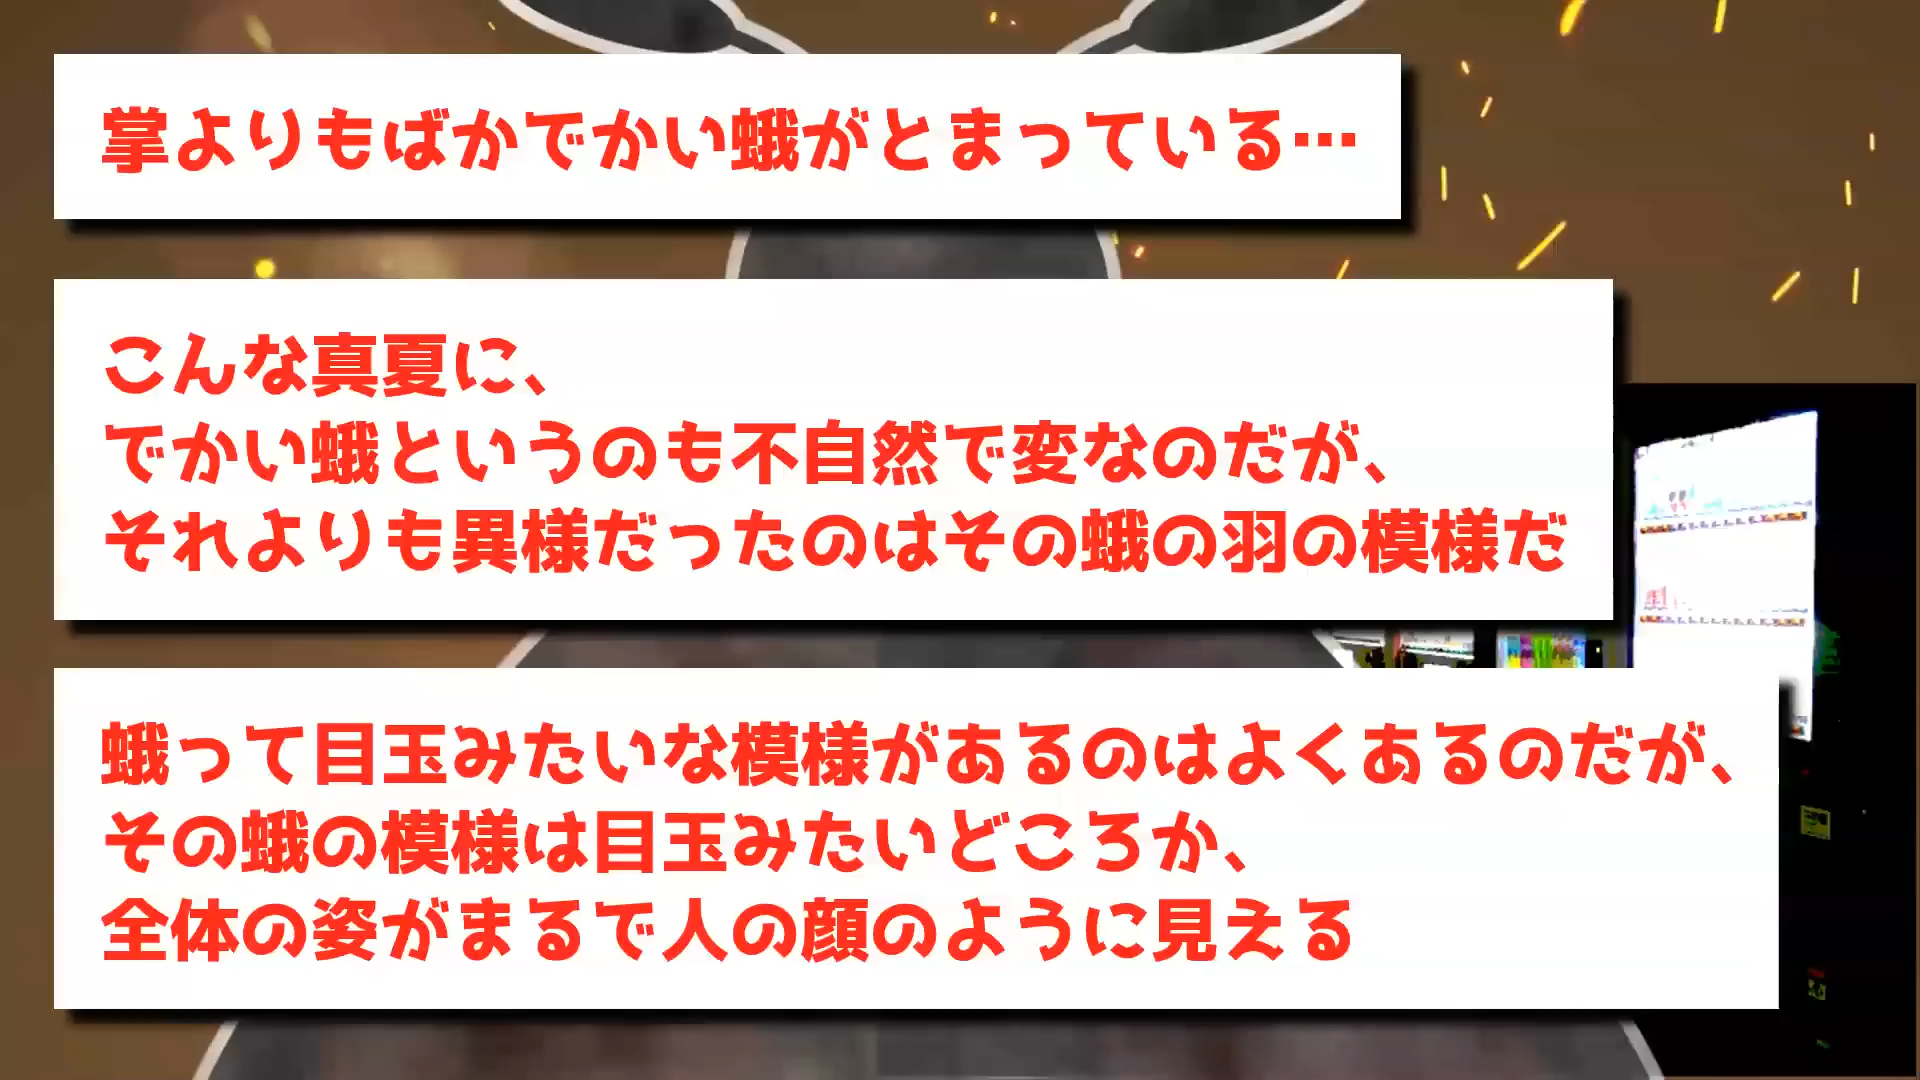 掌よりもばかでかい蛾がとまっている…
こんな真夏に、
でかい蛾というのも不自然で変なのだが、
それよりも異様だったのはその蛾の羽の模様だ
蛾って目玉みたいな模様があるのはよくあるのだが、
その蛾の模様は目玉みたいどころか、
全体の姿がまるで人の顔のように見える